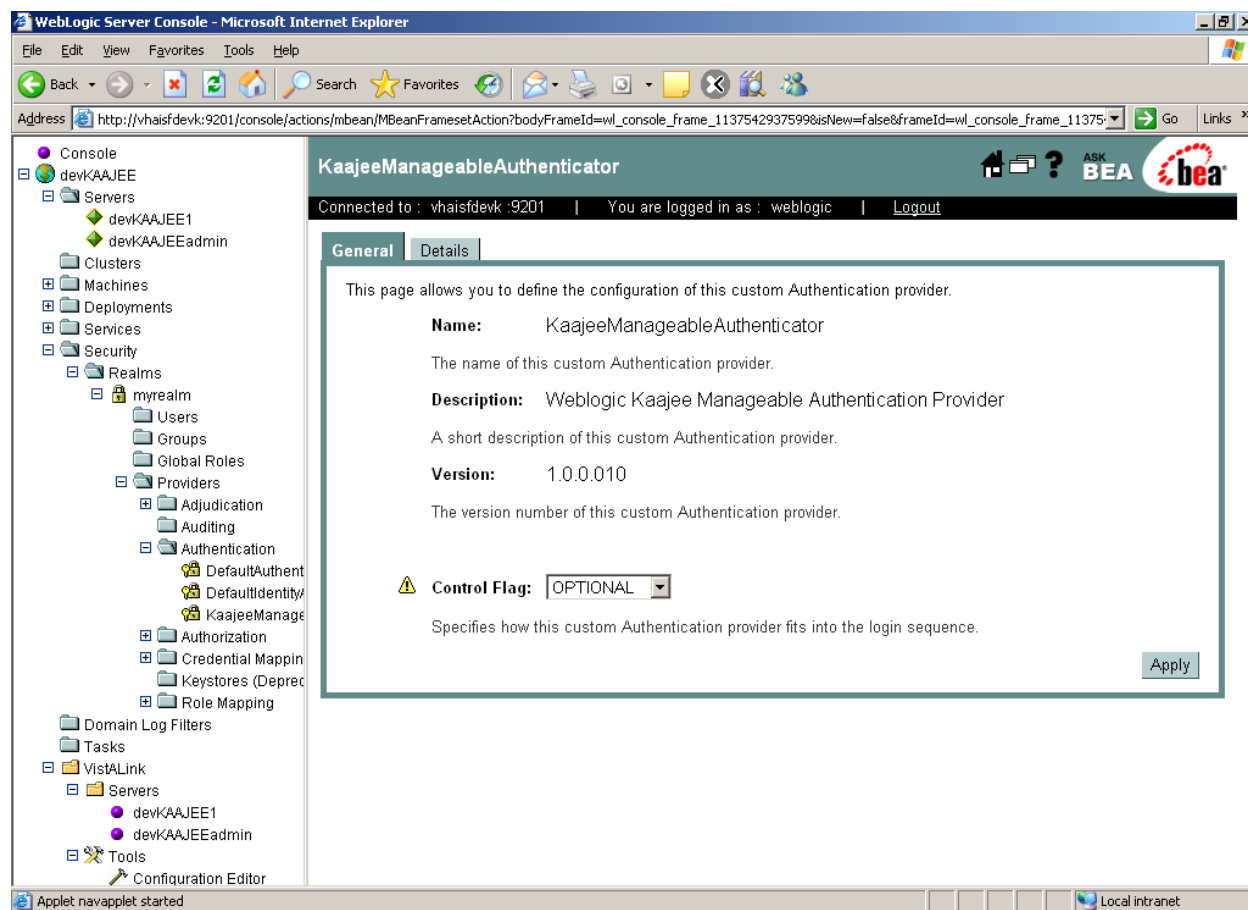 WebLogic Server Console - Microsoft Internet Explorer
File Edit View Favorites Tools Help
Back Search Favorites
Address http://vhaisfdevk:9201/console/actions/mbean/MBeanFramesetAction?bodyFrameId=wl_console_frame_1137542937599&isNew=false&frameId=wl_console_frame_11375 Go Links »
Console
devKAAJEE
Servers
devKAAJEE1
devKAAJEEadmin
Clusters
Machines
Deployments
Services
Security
Realms
myrealm
Users
Groups
Global Roles
Providers
Adjudication
Auditing
Authentication
DefaultAuthent
DefaultIdentityA
KaajeeManage
Authorization
Credential Mappin
Keystores (Deprec
Role Mapping
Domain Log Filters
Tasks
VistALink
Servers
devKAAJEE1
devKAAJEEadmin
Tools
Configuration Editor
KaajeeManageableAuthenticator
? ASK BEA bea
Connected to : vhaisfdevk :9201 | You are logged in as : weblogic | Logout
General Details
This page allows you to define the configuration of this custom Authentication provider.
Name: KaajeeManageableAuthenticator
The name of this custom Authentication provider.
Description: Weblogic Kaajee Manageable Authentication Provider
A short description of this custom Authentication provider.
Version: 1.0.0.010
The version number of this custom Authentication provider.
Control Flag: OPTIONAL
Specifies how this custom Authentication provider fits into the login sequence.
Apply
Applet navapplet started
Local intranet